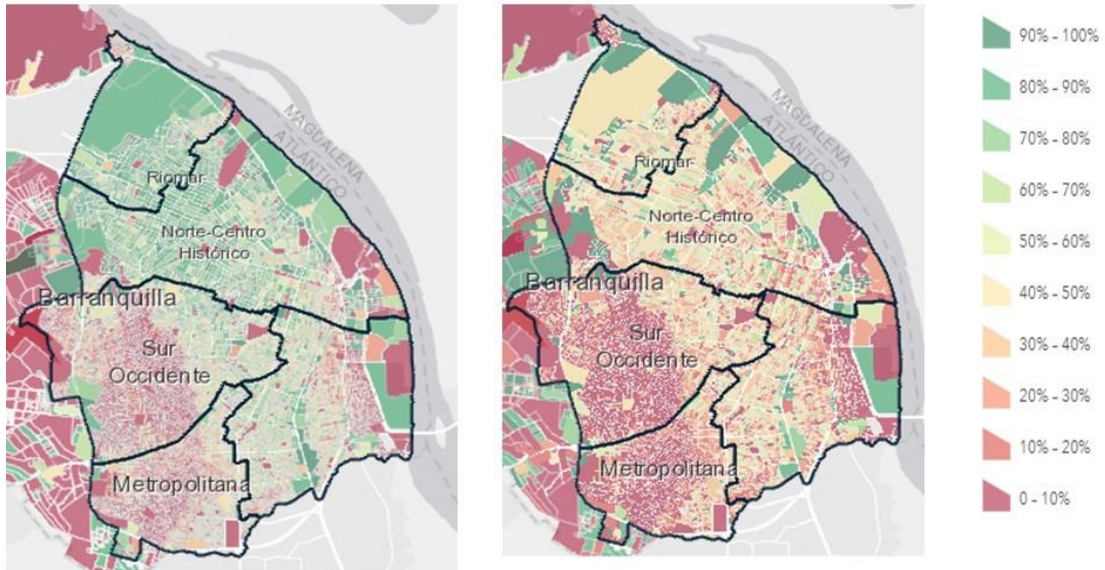 MAGDALENA
ATLÁNTICO
Riomar
Norte-Centro
Histórico
Barranquilla
Sur
Occidente
Metropolitana
MAGDALENA
ATLÁNTICO
Riomar
Norte-Centro
Histórico
Barranquilla
Sur
Occidente
Metropolitana
90% - 100%
80% - 90%
70% - 80%
60% - 70%
50% - 60%
40% - 50%
30% - 40%
20% - 30%
10% - 20%
0 - 10%